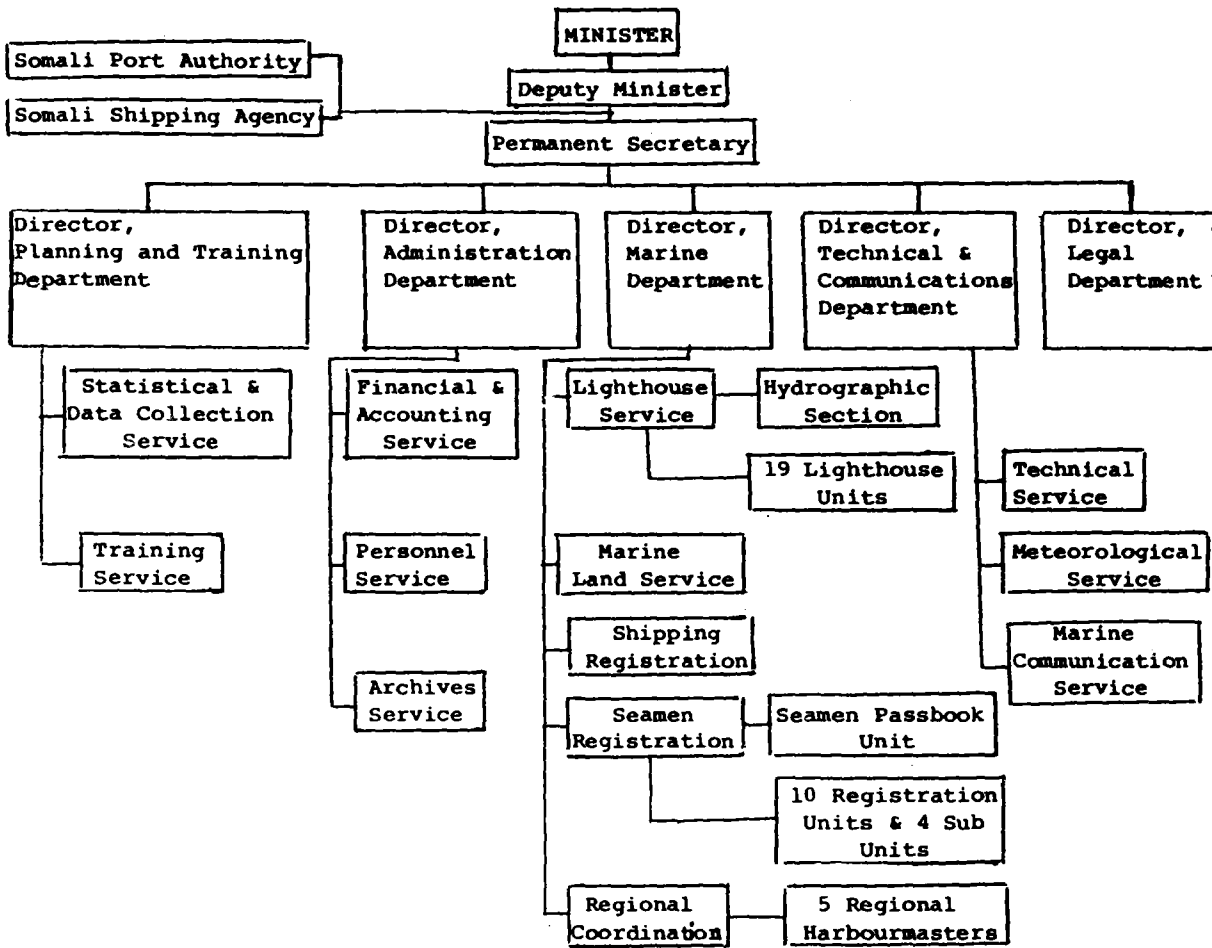 MINISTER
Somali Port Authority
Deputy Minister
Somali Shipping Agency
Permanent Secretary
Director,
Planning and Training
Department
Director,
Administration
Department
Director,
Marine
Department
Director,
Technical &
Communications
Department
Director,
Legal
Department
Statistical &
Data Collection
Service
Training
Service
Financial &
Accounting
Service
Personnel
Service
Archives
Service
Lighthouse
Service
Hydrographic
Section
19 Lighthouse
Units
Marine
Land Service
Shipping
Registration
Seamen
Registration
Seamen Passbook
Unit
10 Registration
Units & 4 Sub
Units
Regional
Coordination
5 Regional
Harbourmasters
Technical
Service
Meteorological
Service
Marine
Communication
Service